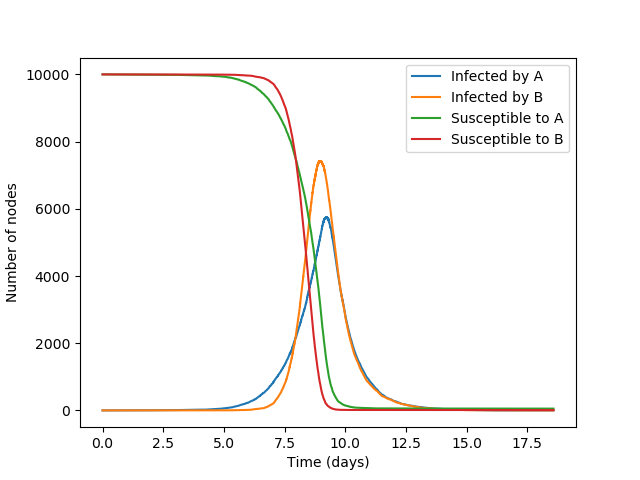 10000
8000
6000
4000
2000
0
Number of nodes
0.0 2.5 5.0 7.5 10.0 12.5 15.0 17.5
Time (days)
Infected by A
Infected by B
Susceptible to A
Susceptible to B